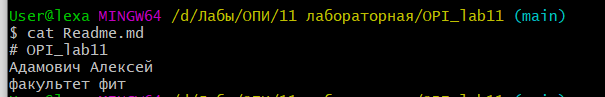 User@lexa MINGW64 /d/Лабы/ОПИ/11 лабораторная/OPI_lab11 (main)
$ cat Readme.md
# OPI_lab11
Адамович Алексей
факультет фит